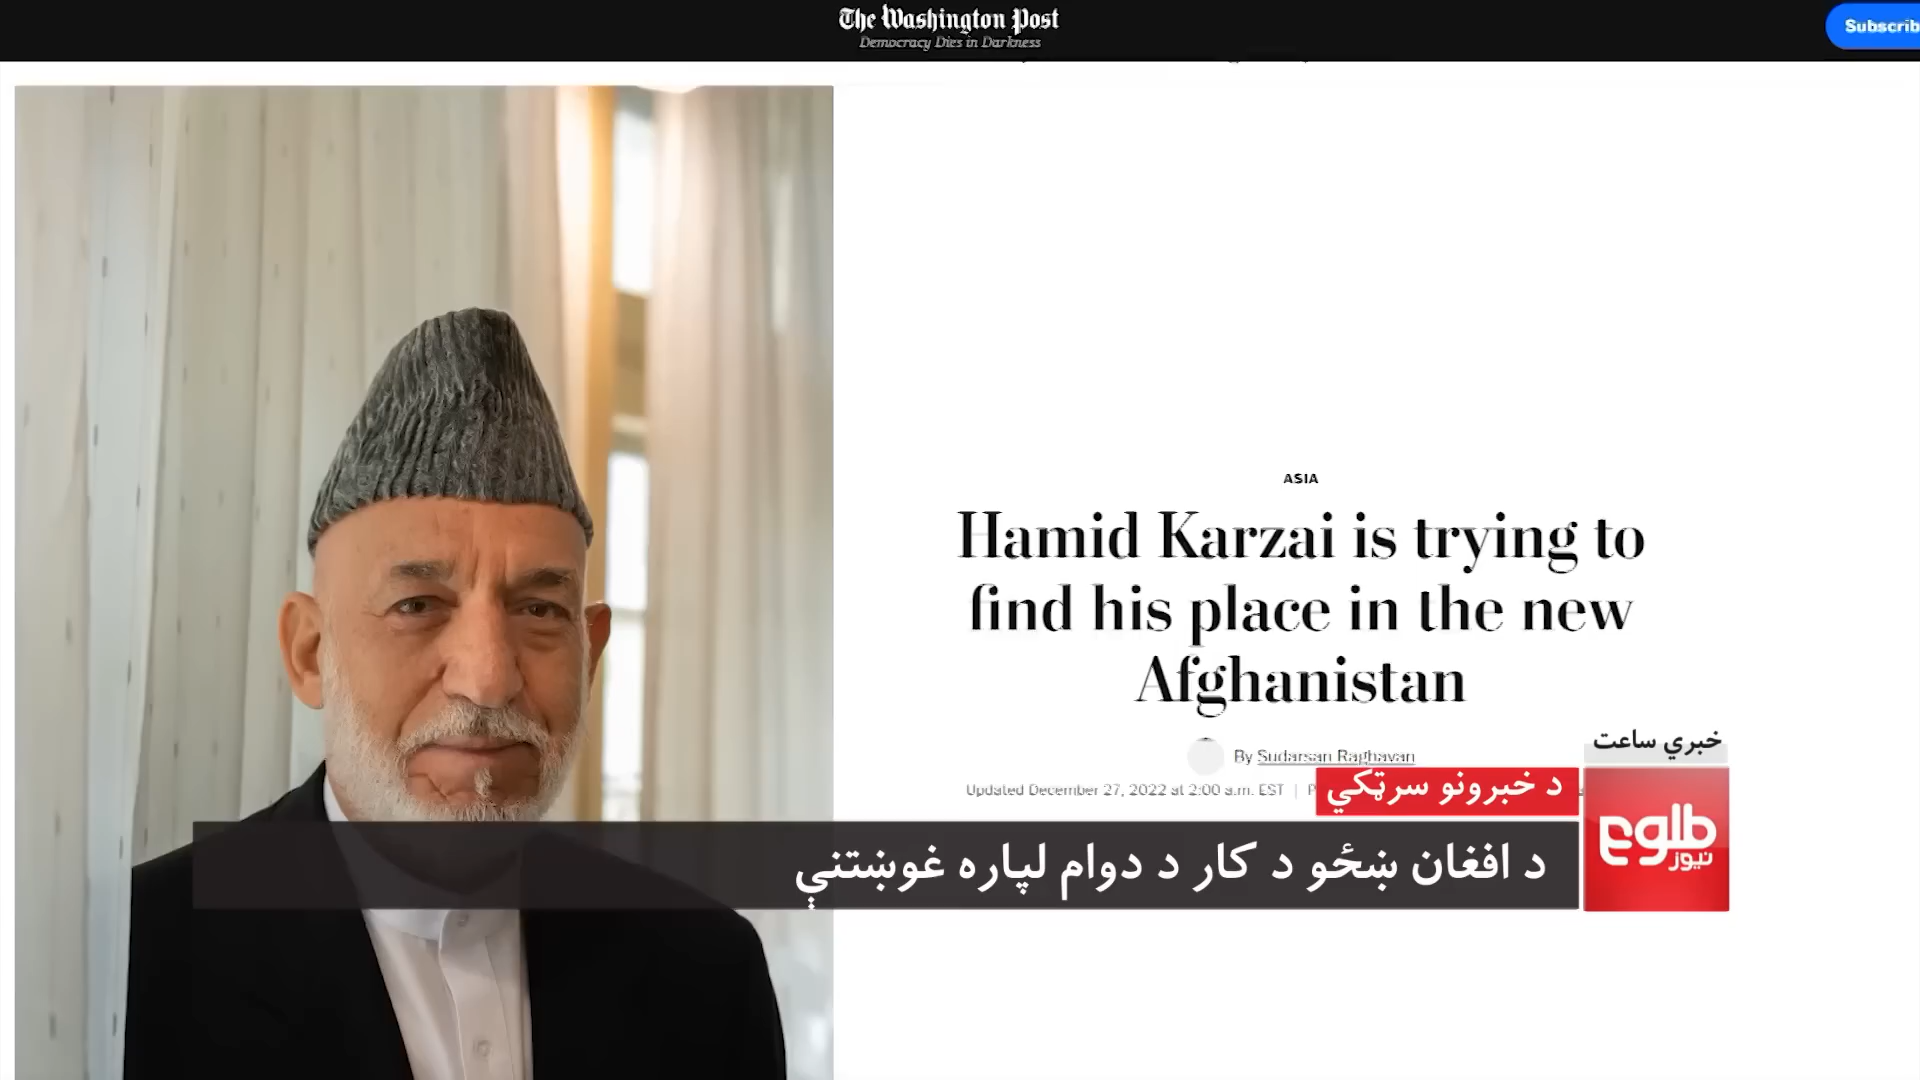 The Washington Post
Democracy Dies in Darkness
Subscrib
ASIA
Hamid Karzai is trying to
find his place in the new
Afghanistan
By Sudarsan Raghavan
Updated December 27, 2022 at 2:00 a.m. EST | P
خبري ساعت
د خبرونو سرټکي
د افغان ښځو د کار د دوام لپاره غوښتنې
طلوع
نیوز